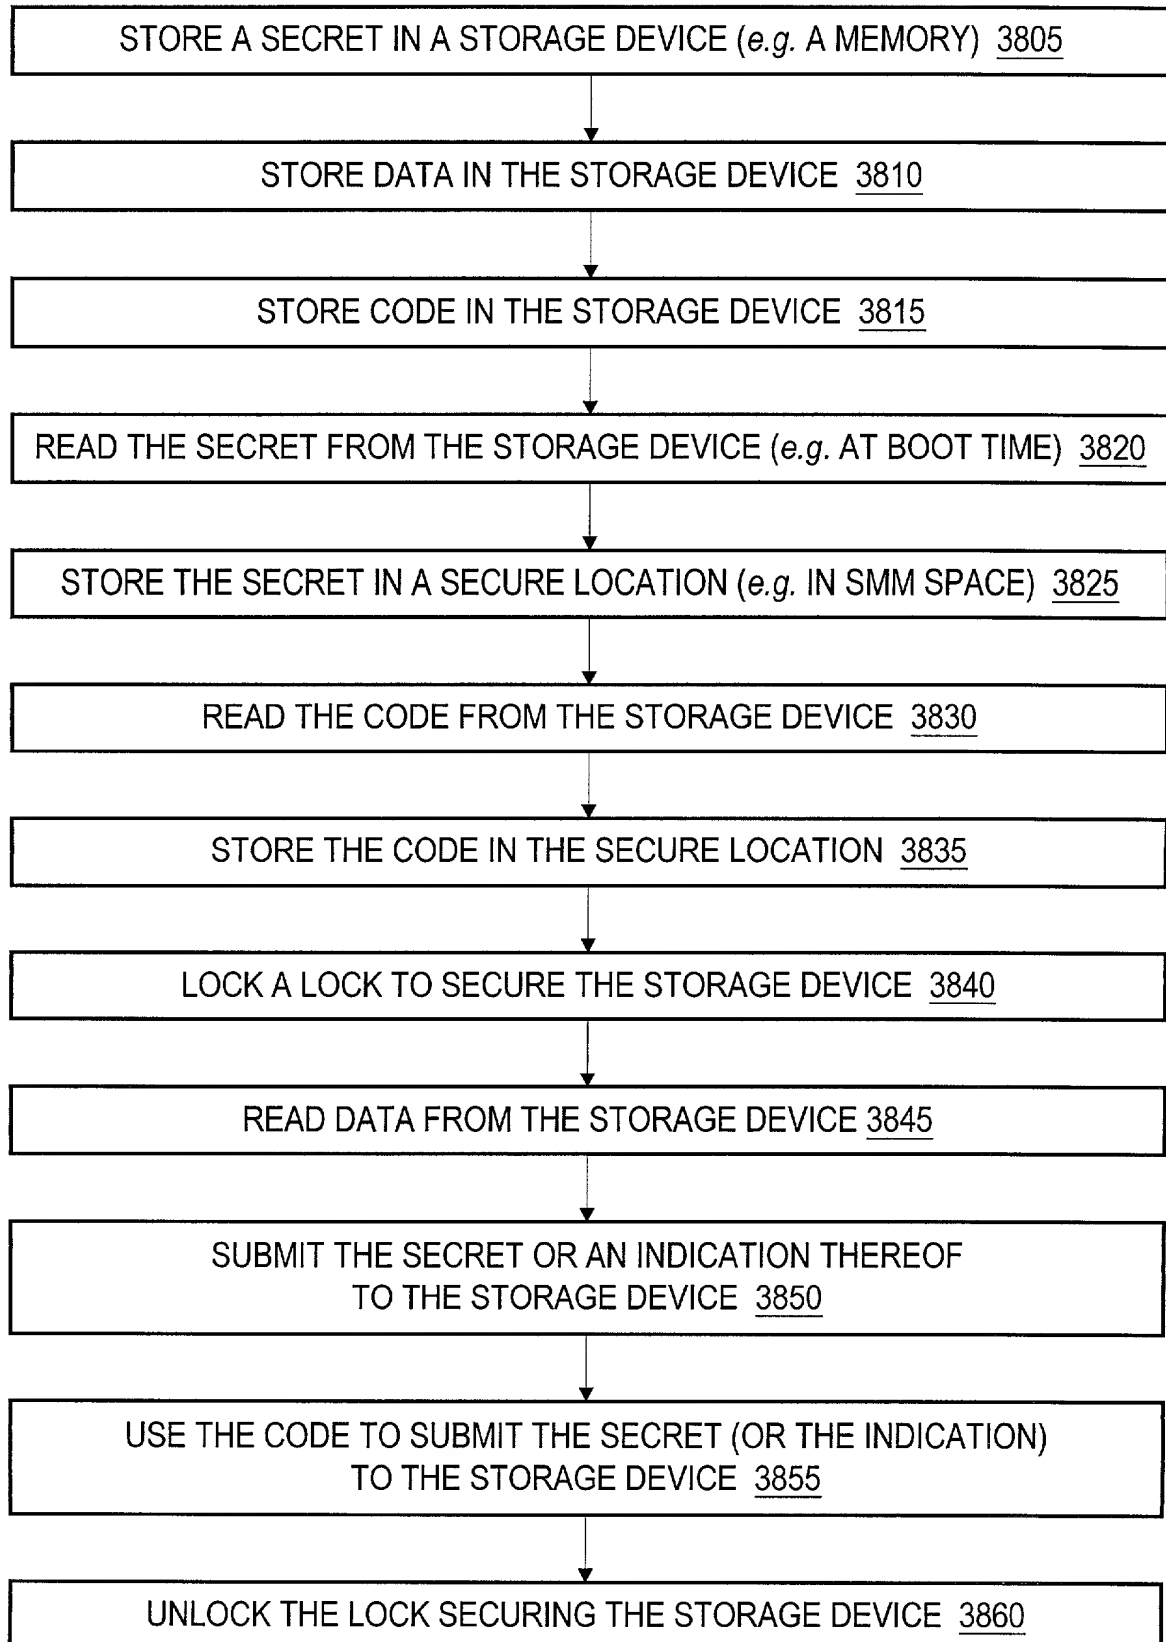 STORE A SECRET IN A STORAGE DEVICE (e.g. A MEMORY) 3805
STORE DATA IN THE STORAGE DEVICE 3810
STORE CODE IN THE STORAGE DEVICE 3815
READ THE SECRET FROM THE STORAGE DEVICE (e.g. AT BOOT TIME) 3820
STORE THE SECRET IN A SECURE LOCATION (e.g. IN SMM SPACE) 3825
READ THE CODE FROM THE STORAGE DEVICE 3830
STORE THE CODE IN THE SECURE LOCATION 3835
LOCK A LOCK TO SECURE THE STORAGE DEVICE 3840
READ DATA FROM THE STORAGE DEVICE 3845
SUBMIT THE SECRET OR AN INDICATION THEREOF
TO THE STORAGE DEVICE 3850
USE THE CODE TO SUBMIT THE SECRET (OR THE INDICATION)
TO THE STORAGE DEVICE 3855
UNLOCK THE LOCK SECURING THE STORAGE DEVICE 3860